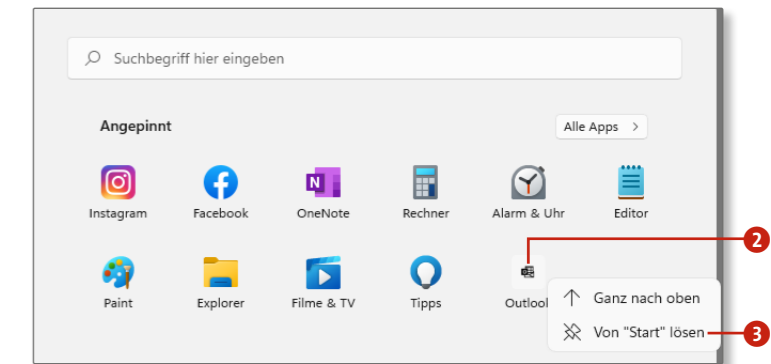 Suchbegriff hier eingeben
Angepinnt
Alle Apps >
Instagram Facebook OneNote Rechner Alarm & Uhr Editor
2
Paint Explorer Filme & TV Tipps Outlook
Ganz nach oben
Von "Start" lösen
3